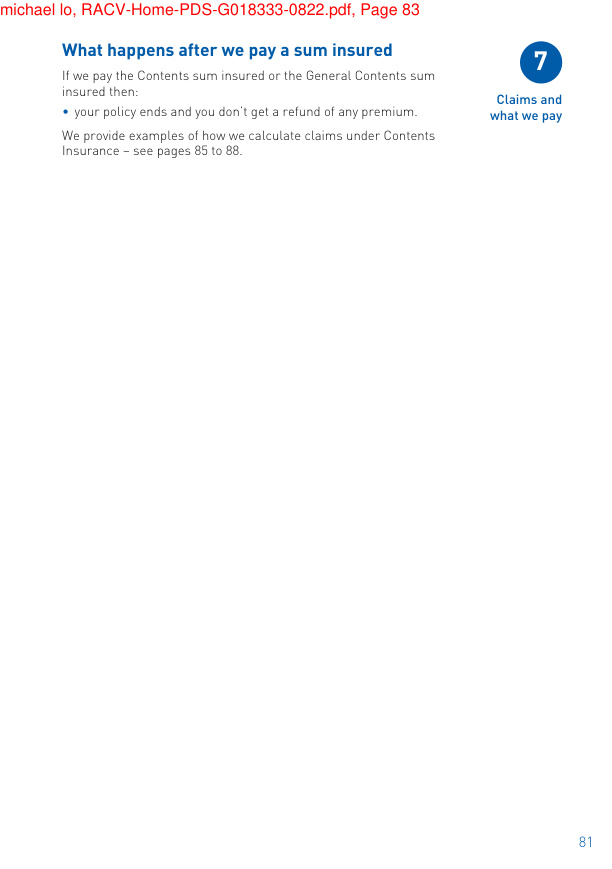 michael lo, RACV-Home-PDS-G018333-0822.pdf, Page 83
What happens after we pay a sum insured
If we pay the Contents sum insured or the General Contents sum
insured then:
• your policy ends and you don't get a refund of any premium.
We provide examples of how we calculate claims under Contents
Insurance – see pages 85 to 88.
7
Claims and
what we pay
81